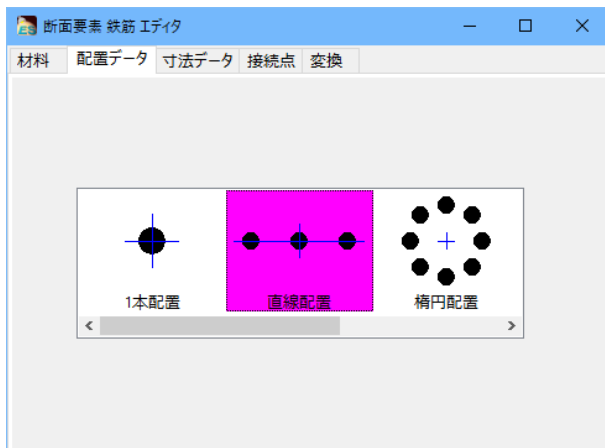 ES 断面要素 鉄筋 エディタ
材料 配置データ 寸法データ 接続点 変換
1本配置 直線配置 楕円配置